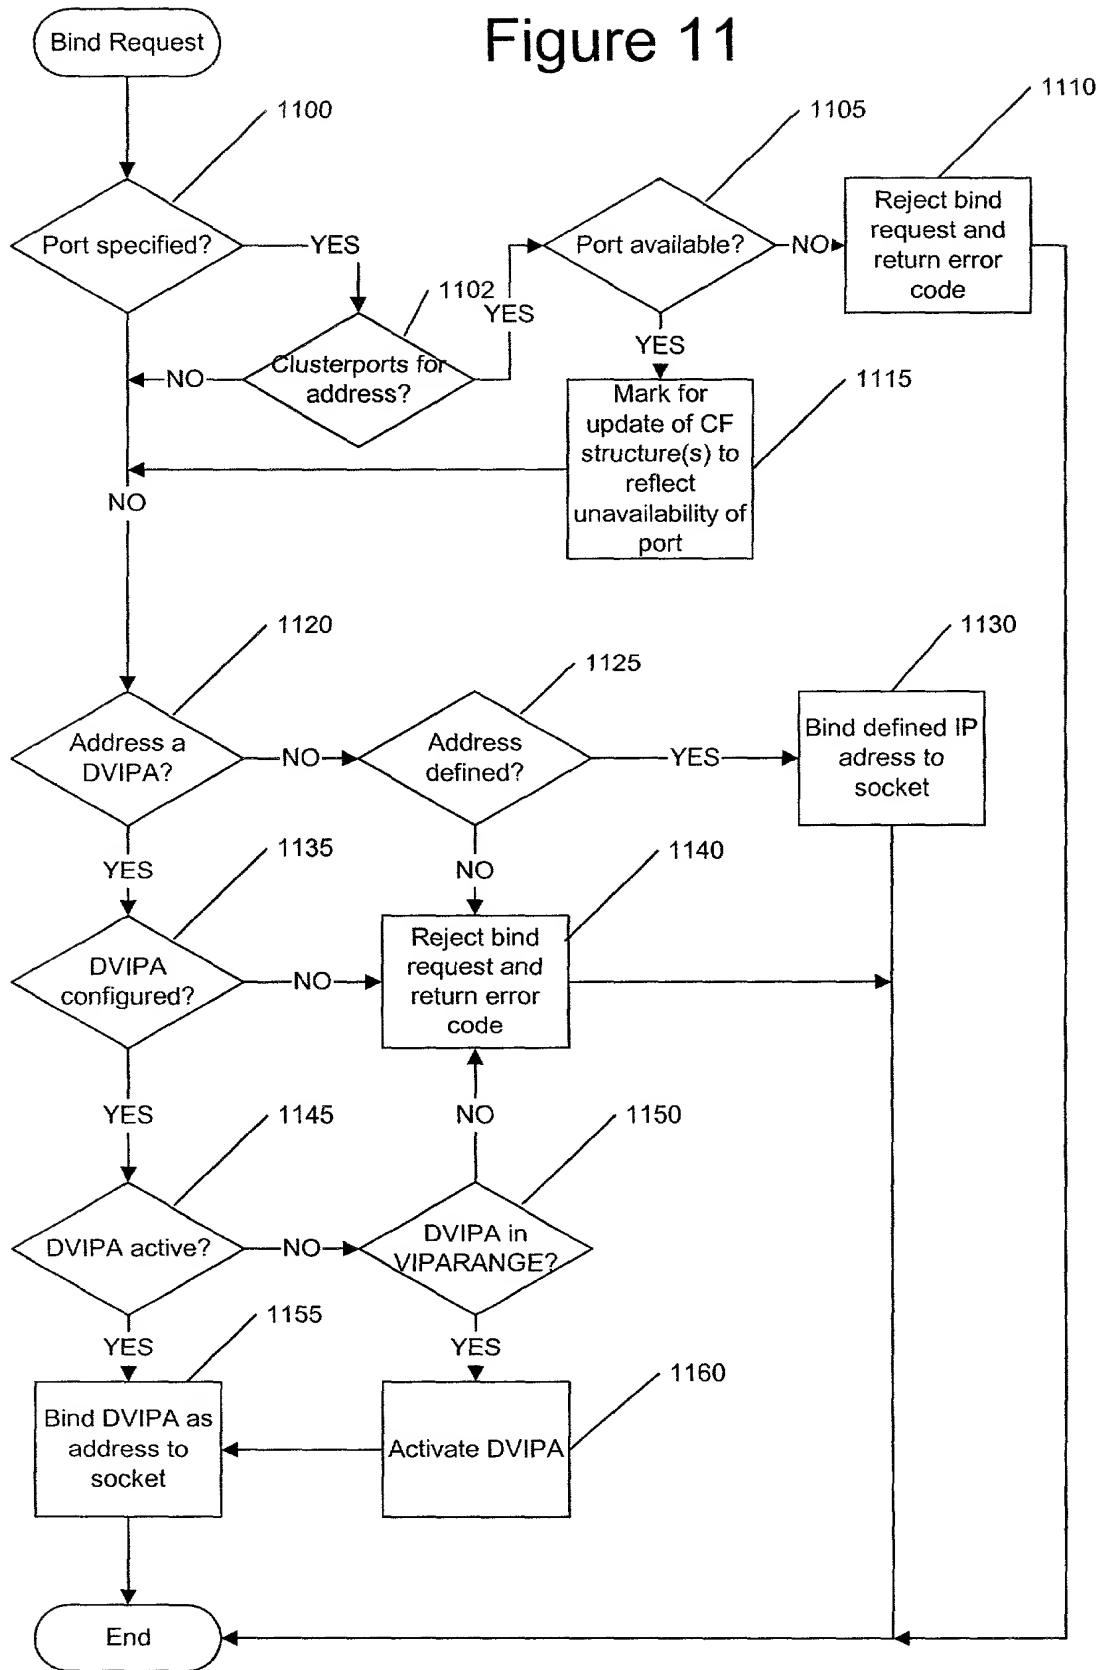 Figure 11
Bind Request
1100
1105
1110
Port specified?
YES
Port available?
NO
Reject bind
request and
return error
code
1102
YES
Clusterports for
address?
NO
YES
1115
Mark for
update of CF
structure(s) to
reflect
unavailability of
port
NO
1120
1125
1130
Address a
DVIPA?
NO
Address
defined?
YES
Bind defined IP
adress to
socket
YES
1135
NO
1140
DVIPA
configured?
NO
Reject bind
request and
return error
code
YES
1145
NO
1150
DVIPA active?
NO
DVIPA in
VIPARANGE?
YES
1155
YES
1160
Bind DVIPA as
address to
socket
Activate DVIPA
End